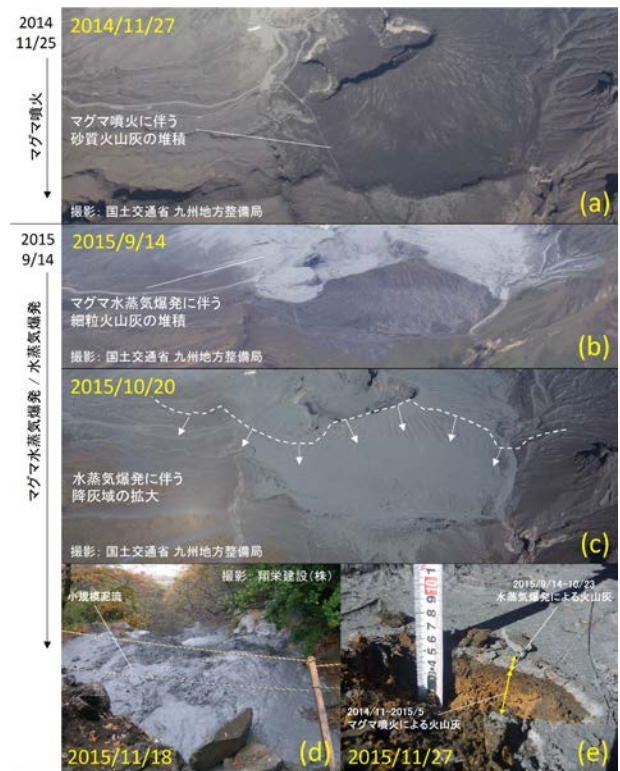 2014
11/25
マグマ噴火
2014/11/27
マグマ噴火に伴う
砂質火山灰の堆積
撮影: 国土交通省 九州地方整備局
(a)
2015
9/14
マグマ水蒸気爆発 / 水蒸気爆発
2015/9/14
マグマ水蒸気爆発に伴う
細粒火山灰の堆積
撮影: 国土交通省 九州地方整備局
(b)
2015/10/20
水蒸気爆発に伴う
降灰域の拡大
撮影: 国土交通省 九州地方整備局
(c)
撮影: 翔栄建設(株)
小規模泥流
2015/11/18
(d)
2015/9/14-10/23
水蒸気爆発による火山灰
2014/11-2015/5
マグマ噴火による火山灰
2015/11/27
(e)